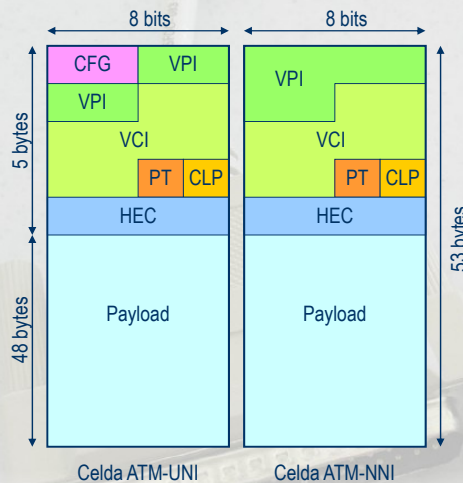 8 bits
8 bits
CFG VPI
VPI
VPI
VCI
VCI
PT CLP
PT CLP
HEC
HEC
Payload
Payload
5 bytes
48 bytes
53 bytes
Celda ATM-UNI
Celda ATM-NNI